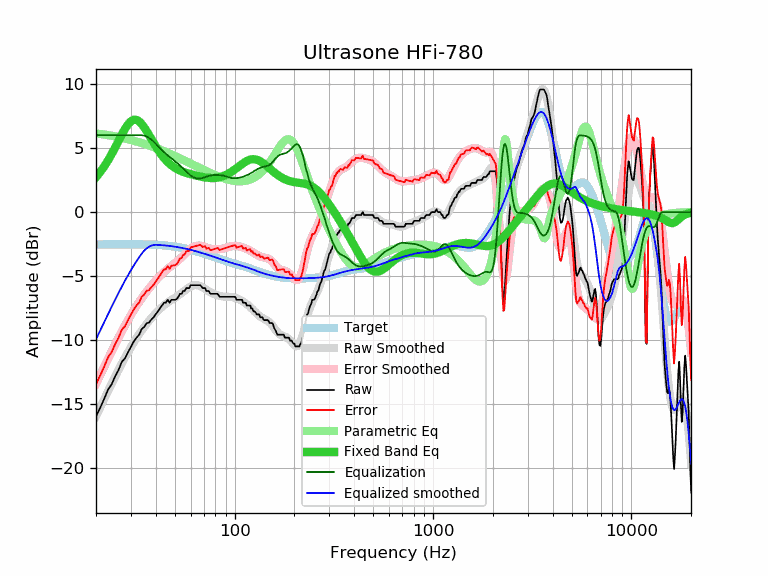 Ultrasone HFi-780
10
5
0
−5
−10
−15
−20
Amplitude (dBr)
Target
Raw Smoothed
Error Smoothed
Raw
Error
Parametric Eq
Fixed Band Eq
Equalization
Equalized smoothed
100
1000
10000
Frequency (Hz)